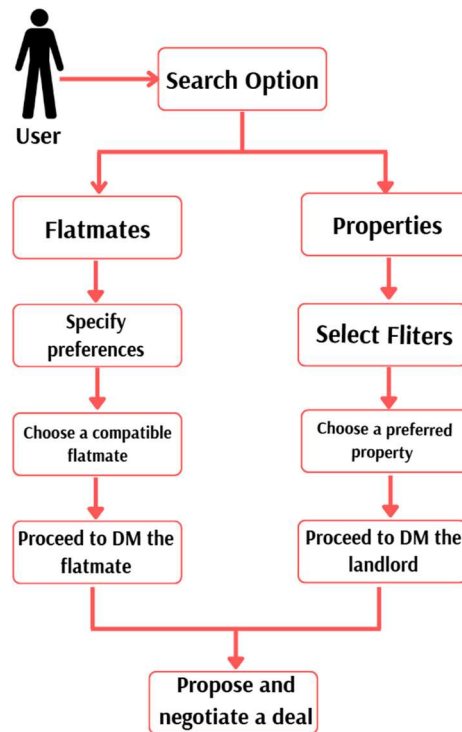 Search Option
User
Flatmates
Properties
Specify
preferences
Select Fliters
Choose a compatible
flatmate
Choose a preferred
property
Proceed to DM the
flatmate
Proceed to DM the
landlord
Propose and
negotiate a deal